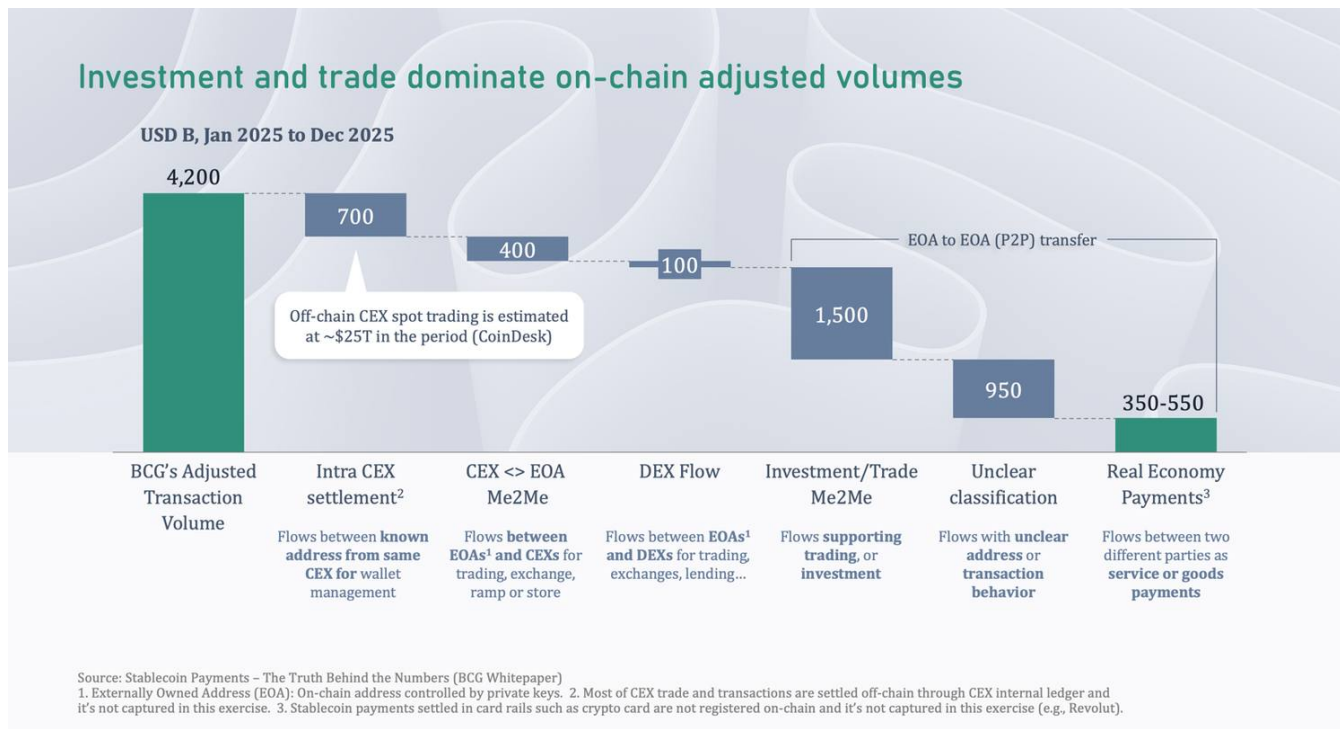 Investment and trade dominate on-chain adjusted volumes
USD B, Jan 2025 to Dec 2025
4,200
700
400
100
EOA to EOA (P2P) transfer
1,500
950
350-550
Off-chain CEX spot trading is estimated
at ~$25T in the period (CoinDesk)
BCG's Adjusted
Transaction
Volume
Intra CEX
settlement²
Flows between known
address from same
CEX for wallet
management
CEX <> EOA
Me2Me
Flows between
EOAs¹ and CEXs for
trading, exchange,
ramp or store
DEX Flow
Flows between EOAs¹
and DEXs for trading,
exchanges, lending...
Investment/Trade
Me2Me
Flows supporting
trading, or
investment
Unclear
classification
Flows with unclear
address or
transaction
behavior
Real Economy
Payments³
Flows between two
different parties as
service or goods
payments
Source: Stablecoin Payments – The Truth Behind the Numbers (BCG Whitepaper)
1. Externally Owned Address (EOA): On-chain address controlled by private keys. 2. Most of CEX trade and transactions are settled off-chain through CEX internal ledger and
it's not captured in this exercise. 3. Stablecoin payments settled in card rails such as crypto card are not registered on-chain and it's not captured in this exercise (e.g., Revolut).